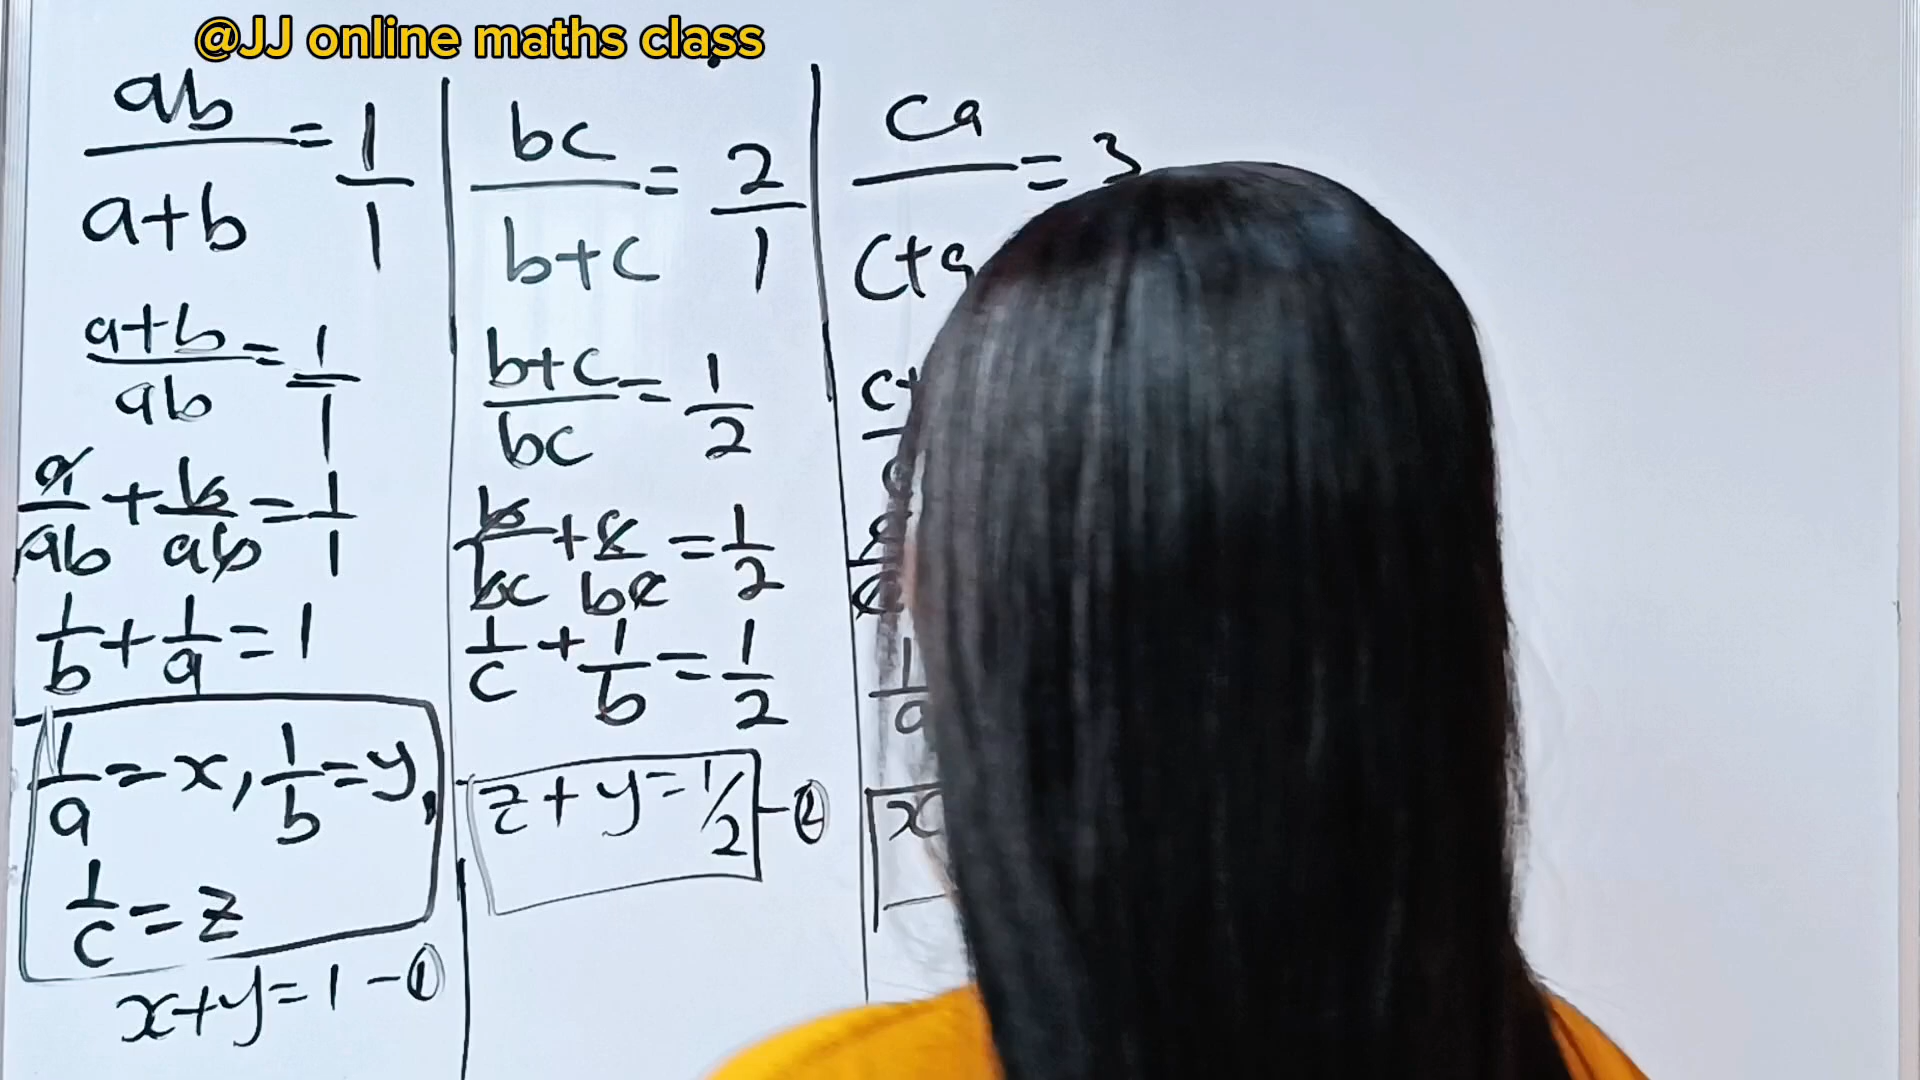 @JJ online maths class
ab/a+b = 1/1
a+b/ab = 1/1
a/ab + b/ab = 1/1
1/b + 1/a = 1
1/a = x, 1/b = y,
1/c = z
x+y = 1 - ①
bc/b+c = 2/1
b+c/bc = 1/2
b/bc + c/bc = 1/2
1/c + 1/b = 1/2
z + y = 1/2 - ②
ca/c+a = 3
c+
x